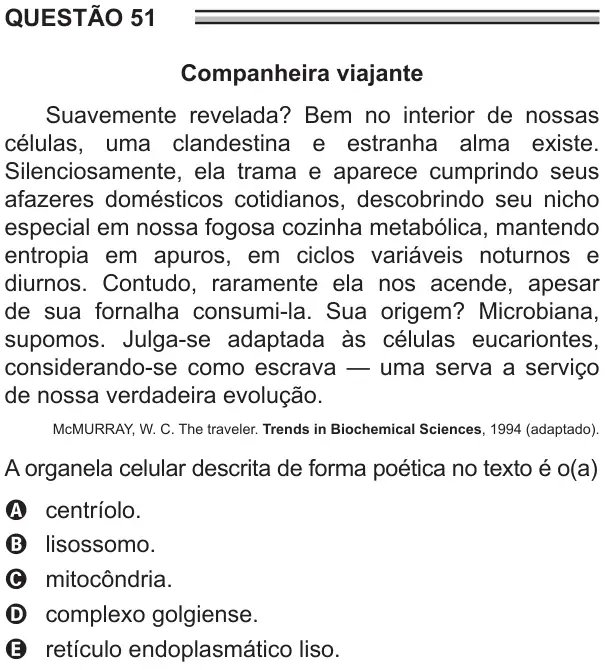 QUESTÃO 51
Companheira viajante
Suavemente revelada? Bem no interior de nossas
células, uma clandestina e estranha alma existe.
Silenciosamente, ela trama e aparece cumprindo seus
afazeres domésticos cotidianos, descobrindo seu nicho
especial em nossa fogosa cozinha metabólica, mantendo
entropia em apuros, em ciclos variáveis noturnos e
diurnos. Contudo, raramente ela nos acende, apesar
de sua fornalha consumi-la. Sua origem? Microbiana,
supomos. Julga-se adaptada às células eucariontes,
considerando-se como escrava — uma serva a serviço
de nossa verdadeira evolução.
McMURRAY, W. C. The traveler. Trends in Biochemical Sciences, 1994 (adaptado).
A organela celular descrita de forma poética no texto é o(a)
A centríolo.
B lisossomo.
C mitocôndria.
D complexo golgiense.
E retículo endoplasmático liso.